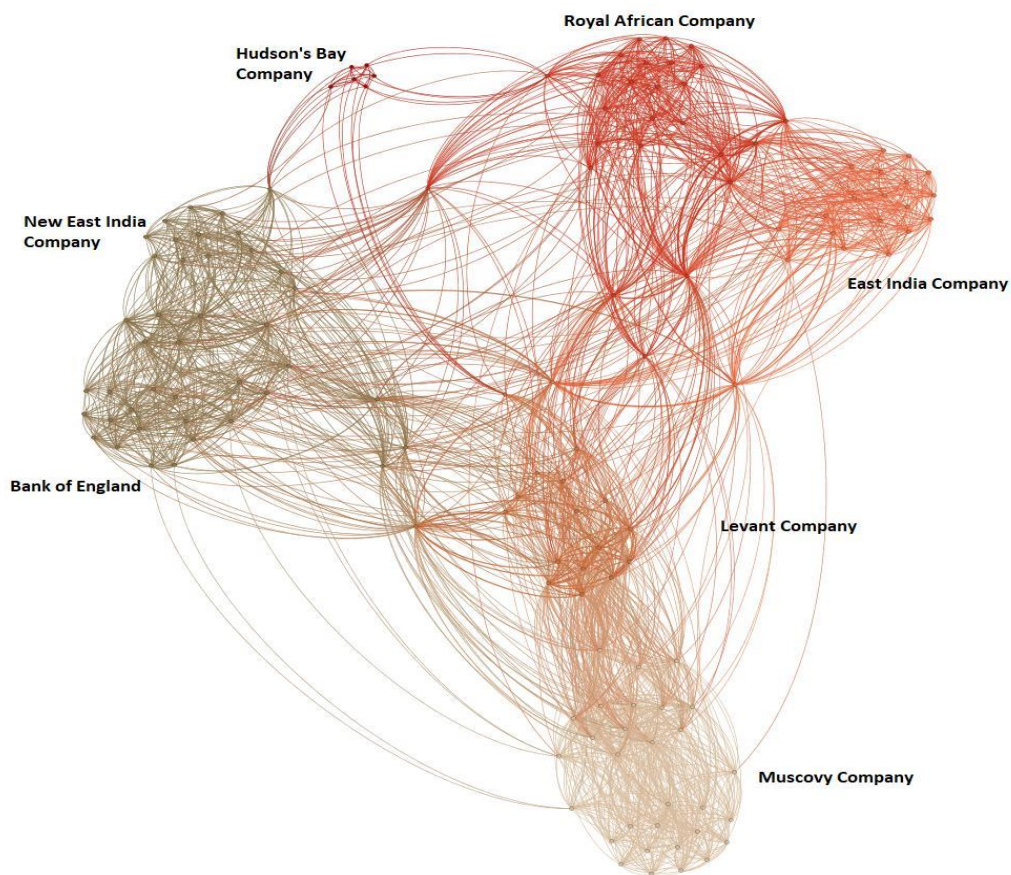 Royal African Company
Hudson's Bay
Company
New East India
Company
East India Company
Bank of England
Levant Company
Muscovy Company